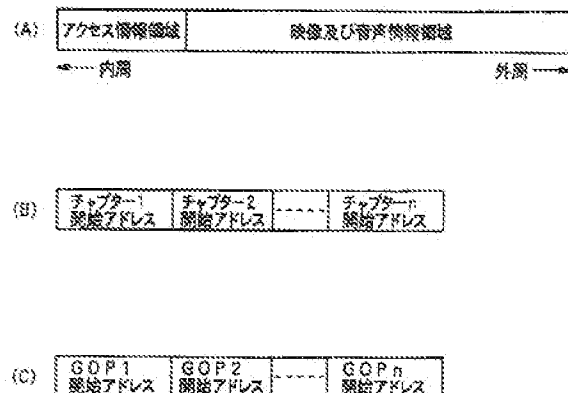 (A) アクセス情報領域 映像及び音声情報領域
内周 外周
(B) チャプター1 チャプター2 チャプターn
開始アドレス 開始アドレス 開始アドレス
(C) GOP1 GOP2 GOPn
開始アドレス 開始アドレス 開始アドレス